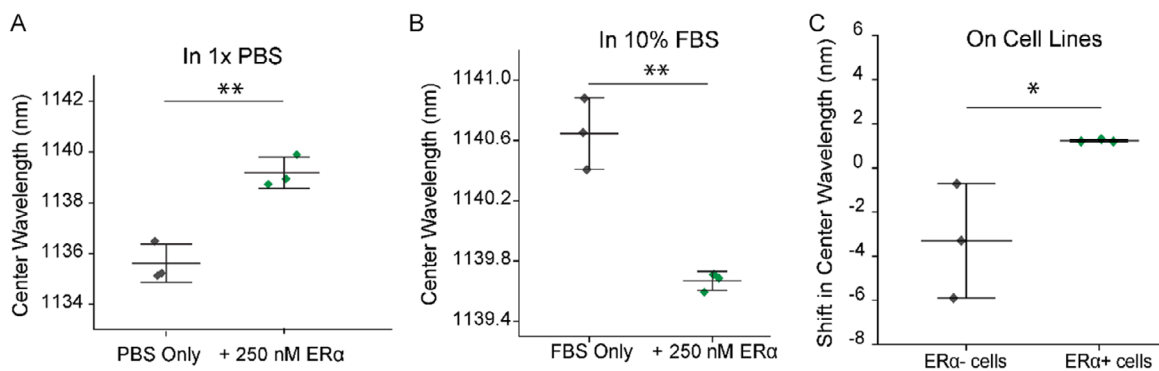 A
In 1x PBS
**
Center Wavelength (nm)
1142
1140
1138
1136
1134
PBS Only
+ 250 nM ERα
B
In 10% FBS
**
Center Wavelength (nm)
1141.0
1140.6
1140.2
1139.8
1139.4
FBS Only
+ 250 nM ERα
C
On Cell Lines
*
Shift in Center Wavelength (nm)
6
4
2
0
-2
-4
-6
-8
ERα- cells
ERα+ cells